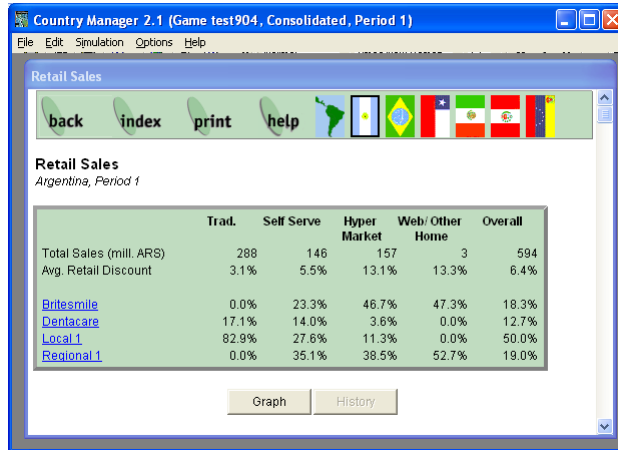 Country Manager 2.1 (Game test904, Consolidated, Period 1)
File Edit Simulation Options Help
Retail Sales
back index print help
Retail Sales
Argentina, Period 1
Trad. Self Serve Hyper Market Web/Other Home Overall
Total Sales (mill. ARS) 288 146 157 3 594
Avg. Retail Discount 3.1% 5.5% 13.1% 13.3% 6.4%
Britesmile 0.0% 23.3% 46.7% 47.3% 18.3%
Dentacare 17.1% 14.0% 3.6% 0.0% 12.7%
Local 1 82.9% 27.6% 11.3% 0.0% 50.0%
Regional 1 0.0% 35.1% 38.5% 52.7% 19.0%
Graph History